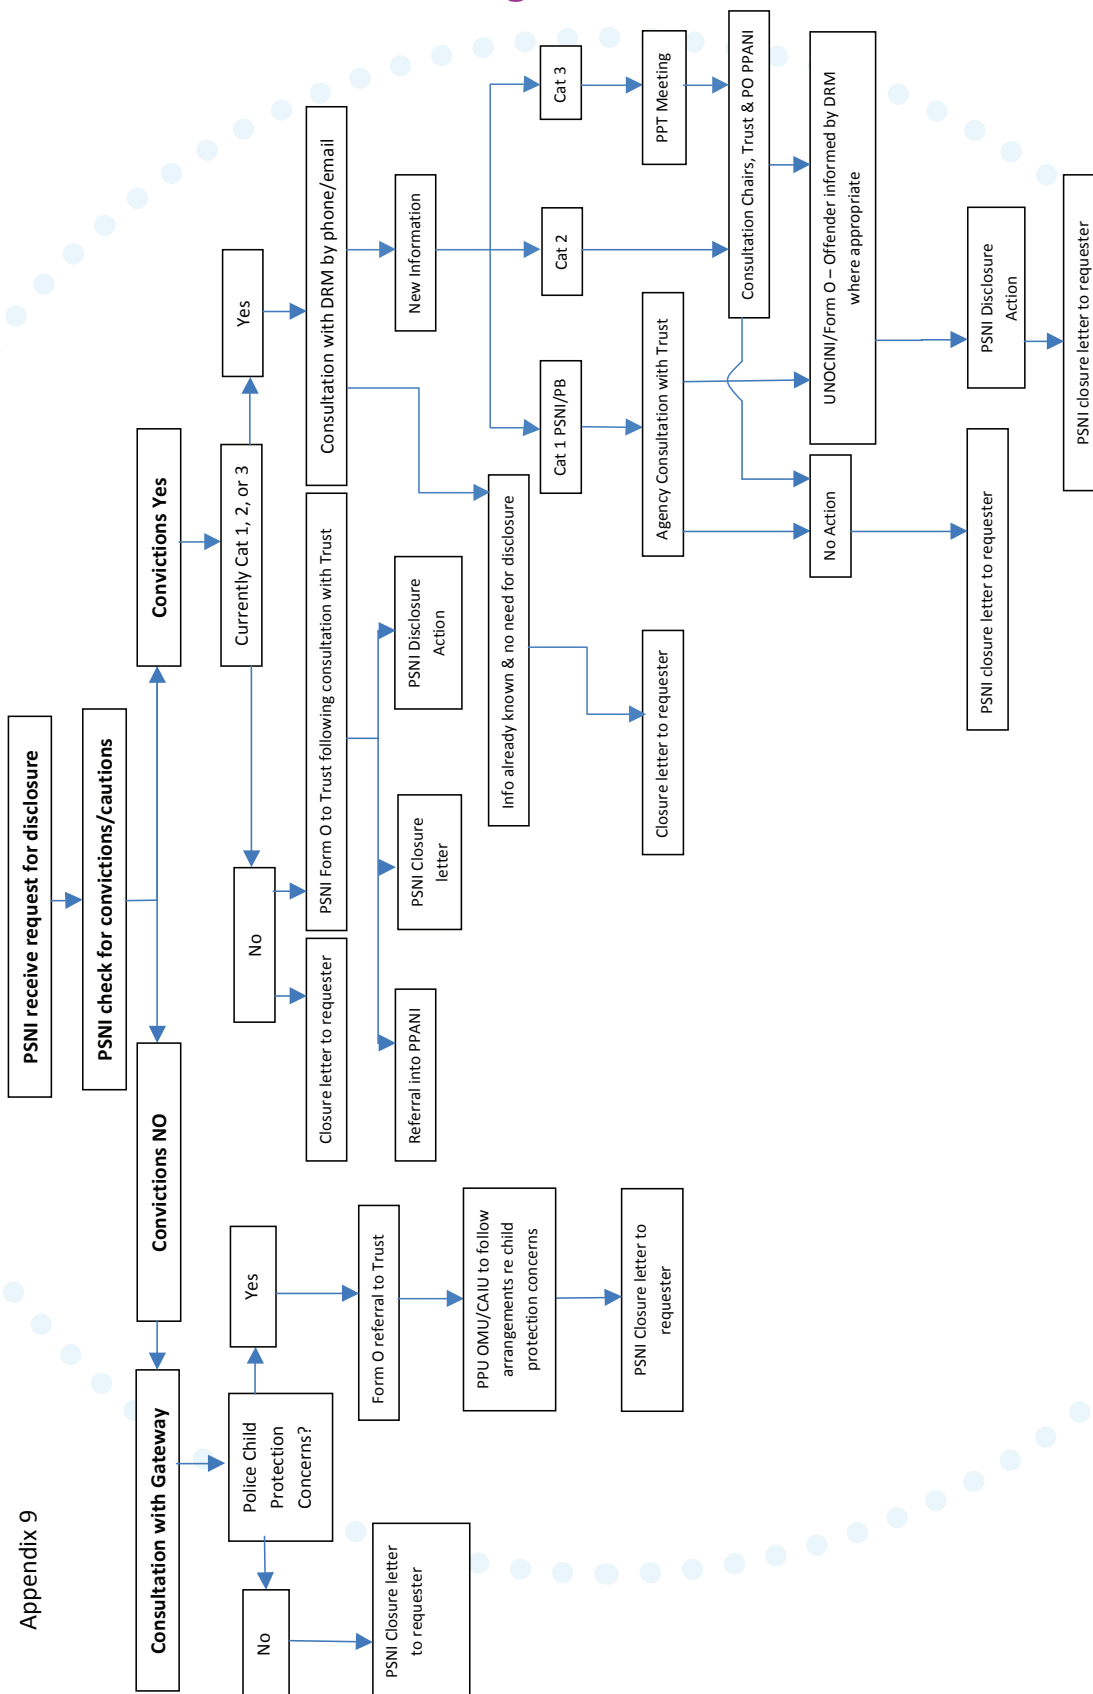 Appendix 9
PSNI receive request for disclosure
PSNI check for convictions/cautions
Convictions NO
Convictions Yes
Consultation with Gateway
Police Child
Protection
Concerns?
Yes
No
Form O referral to Trust
PSNI Closure letter
to requester
PPU OMU/CAIU to follow
arrangements re child
protection concerns
PSNI Closure letter to
requester
Currently Cat 1, 2, or 3
No
Yes
Closure letter to requester
PSNI Form O to Trust following consultation with Trust
Consultation with DRM by phone/email
Referral into PPANI
PSNI Closure
letter
PSNI Disclosure
Action
New Information
Info already known & no need for disclosure
Closure letter to requester
Cat 1 PSNI/PB
Cat 2
Cat 3
Agency Consultation with Trust
PPT Meeting
Consultation Chairs, Trust & PO PPANI
No Action
UNOCINI/Form O – Offender informed by DRM
where appropriate
PSNI closure letter to requester
PSNI Disclosure
Action
PSNI closure letter to requester